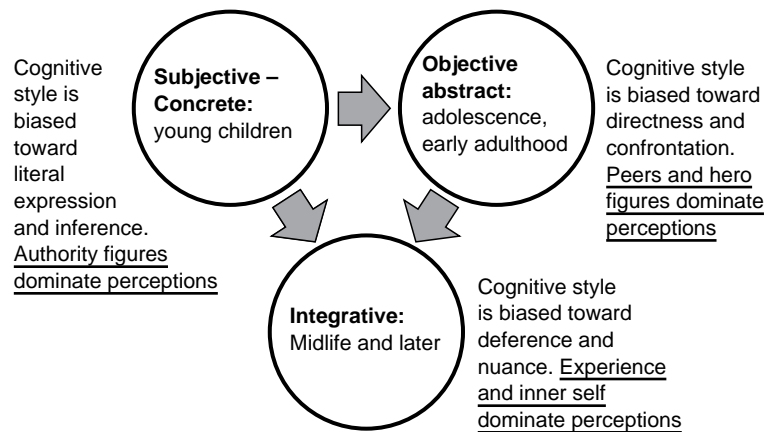 Cognitive
style is
biased
toward
literal
expression
and inference.
Authority figures
dominate perceptions
Subjective –
Concrete:
young children
Objective
abstract:
adolescence,
early adulthood
Cognitive style
is biased toward
directness and
confrontation.
Peers and hero
figures dominate
perceptions
Integrative:
Midlife and later
Cognitive style
is biased toward
deference and
nuance. Experience
and inner self
dominate perceptions